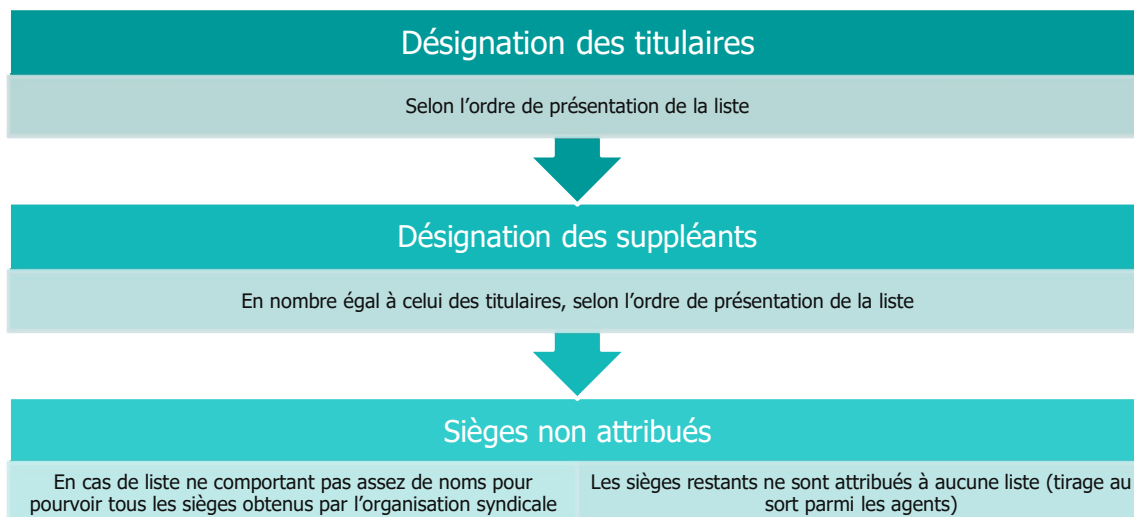 Désignation des titulaires
Selon l’ordre de présentation de la liste
Désignation des suppléants
En nombre égal à celui des titulaires, selon l’ordre de présentation de la liste
Sièges non attribués
En cas de liste ne comportant pas assez de noms pour
pourvoir tous les sièges obtenus par l’organisation syndicale
Les sièges restants ne sont attribués à aucune liste (tirage au
sort parmi les agents)